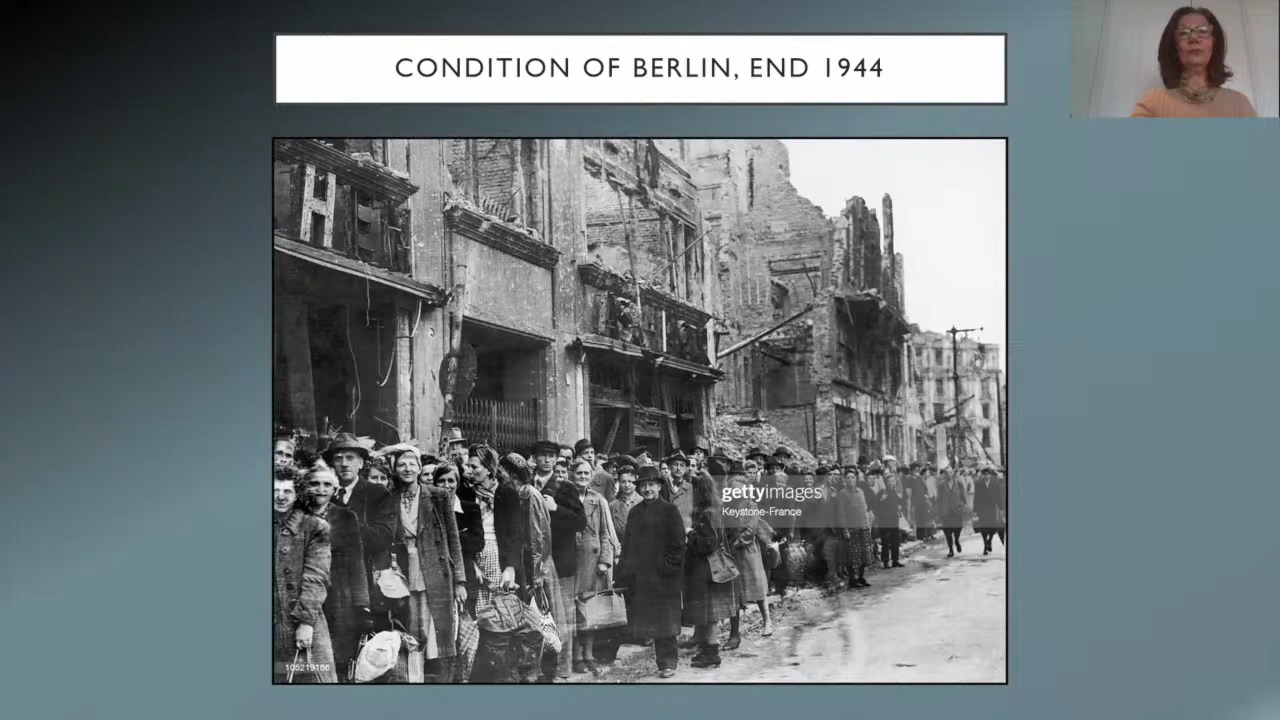 CONDITION OF BERLIN, END 1944
H
gettyimages
Keystone-France
105219166